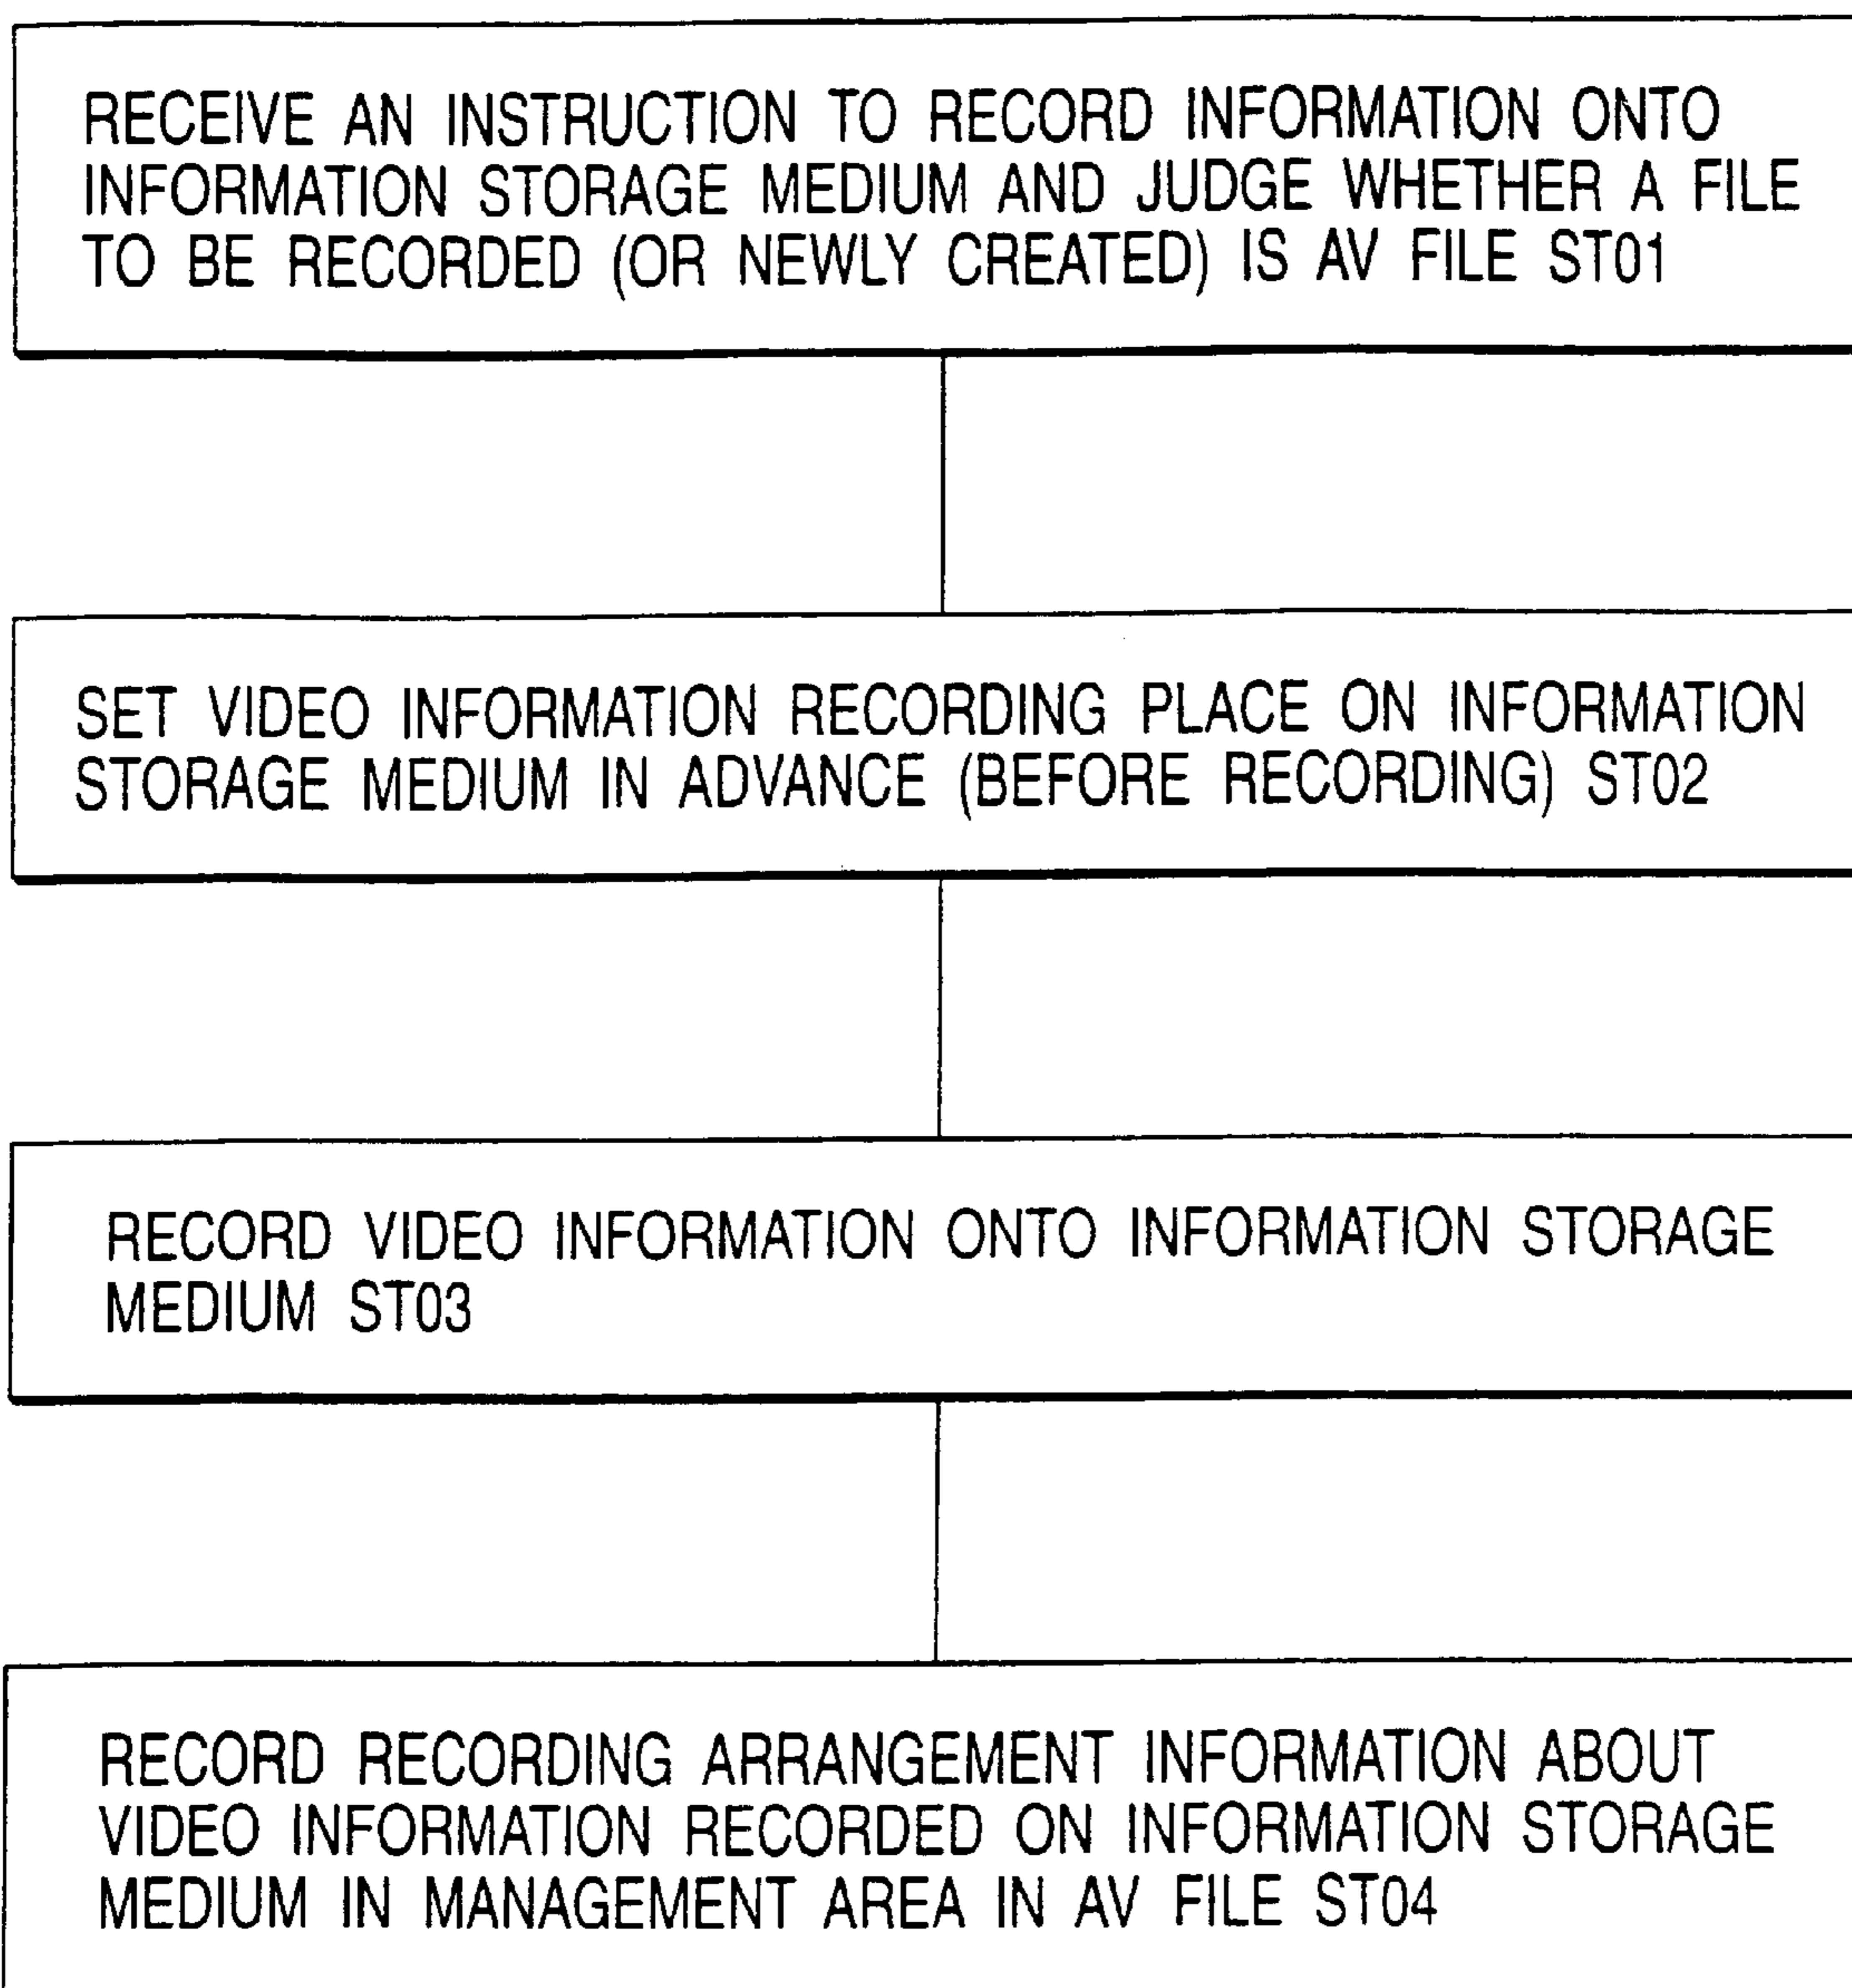 RECEIVE AN INSTRUCTION TO RECORD INFORMATION ONTO
INFORMATION STORAGE MEDIUM AND JUDGE WHETHER A FILE
TO BE RECORDED (OR NEWLY CREATED) IS AV FILE ST01
SET VIDEO INFORMATION RECORDING PLACE ON INFORMATION
STORAGE MEDIUM IN ADVANCE (BEFORE RECORDING) ST02
RECORD VIDEO INFORMATION ONTO INFORMATION STORAGE
MEDIUM ST03
RECORD RECORDING ARRANGEMENT INFORMATION ABOUT
VIDEO INFORMATION RECORDED ON INFORMATION STORAGE
MEDIUM IN MANAGEMENT AREA IN AV FILE ST04